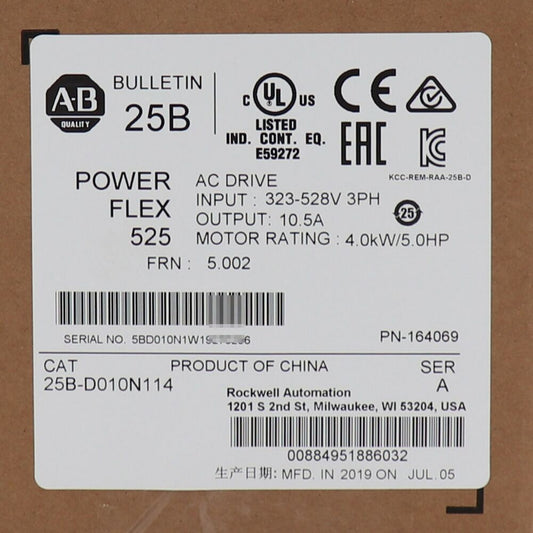 A-B
QUALITY
BULLETIN
25B
C UL US
LISTED
IND. CONT. EQ.
E59272
CE
EAC
KCC-REM-RAA-25B-D
POWER
FLEX
525
AC DRIVE
INPUT : 323-528V 3PH
OUTPUT: 10.5A
MOTOR RATING : 4.0kW/5.0HP
25
FRN : 5.002
SERIAL NO.
PN-164069
CAT
25B-D010N114
PRODUCT OF CHINA
SER
A
Rockwell Automation
1201 S 2nd St, Milwaukee, WI 53204, USA
00884951886032
生产日期: MFD. IN 2019 ON JUL.05